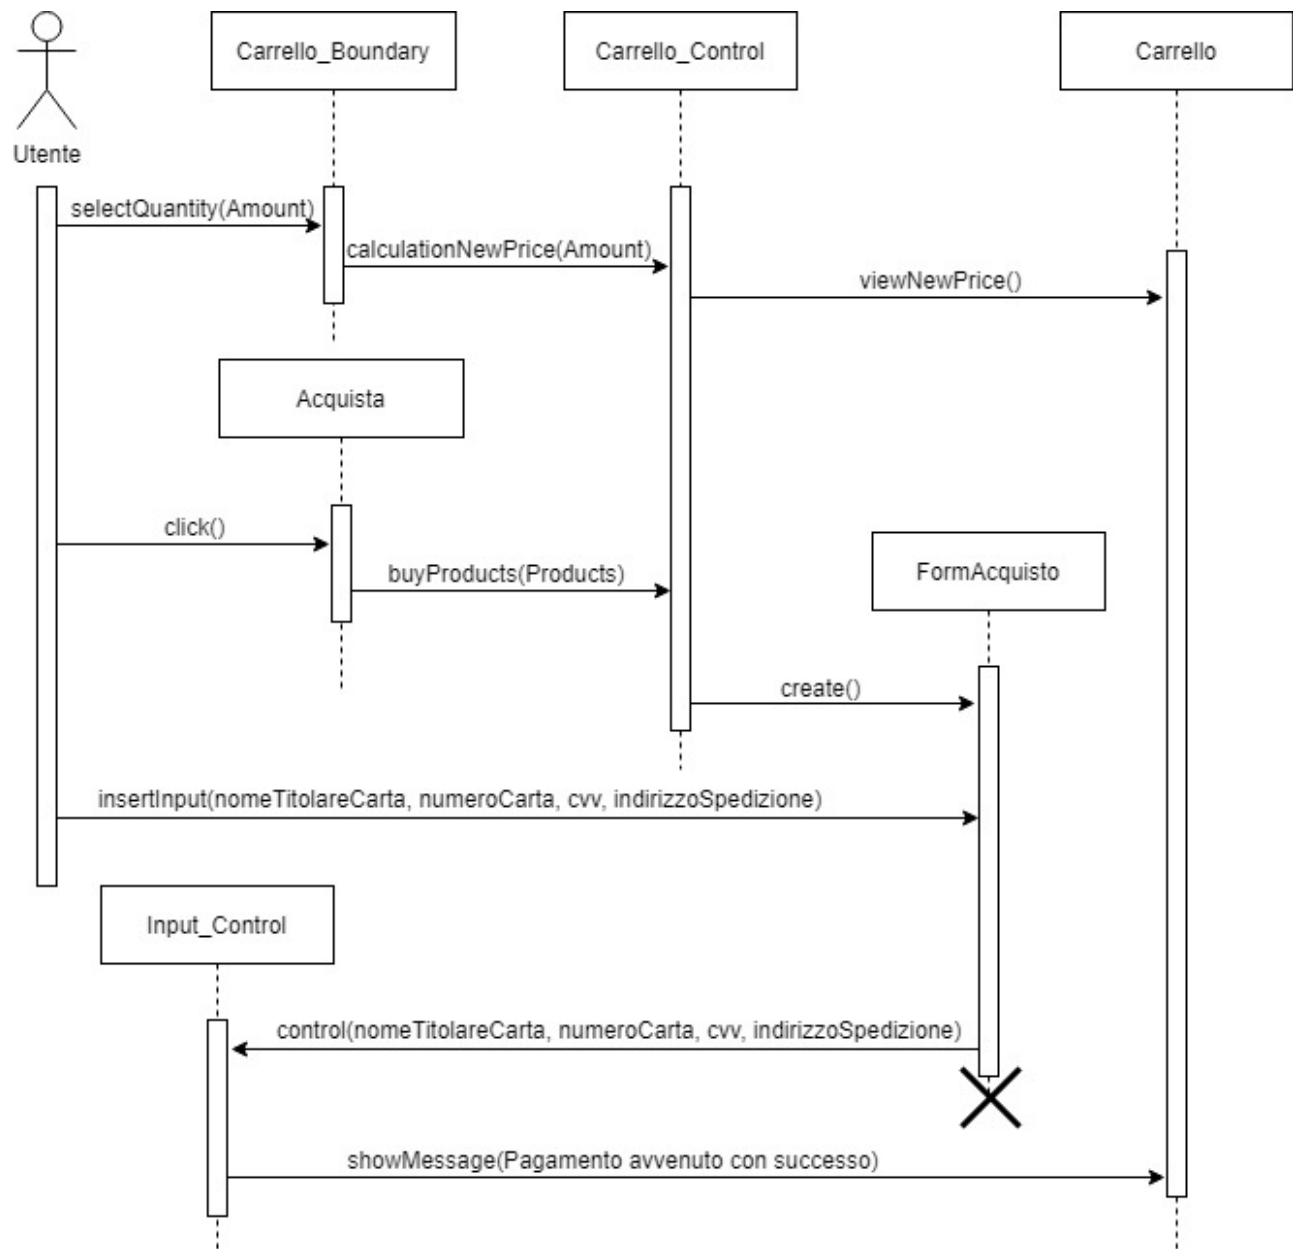 Carrello_Boundary
Carrello_Control
Carrello
Utente
selectQuantity(Amount)
calculationNewPrice(Amount)
viewNewPrice()
Acquista
click()
FormAcquisto
buyProducts(Products)
create()
insertInput(nomeTitolareCarta, numeroCarta, cvv, indirizzoSpedizione)
Input_Control
control(nomeTitolareCarta, numeroCarta, cvv, indirizzoSpedizione)
showMessage(Pagamento avvenuto con successo)